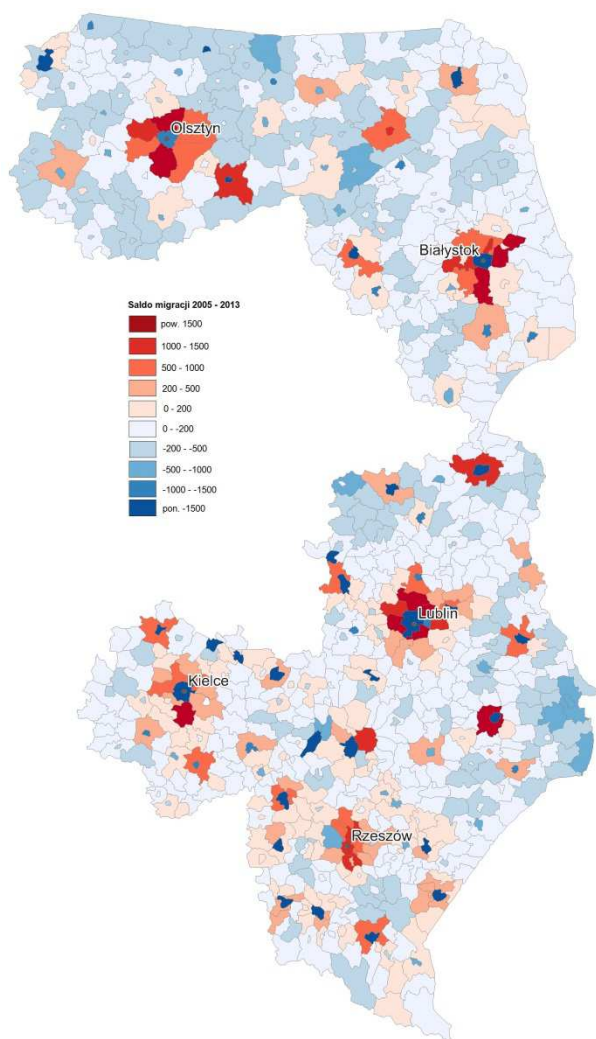 Olsztyn
Białystok
Saldo migracji 2005 - 2013
pow. 1500
1000 - 1500
500 - 1000
200 - 500
0 - 200
0 - -200
-200 - -500
-500 - -1000
-1000 - -1500
pon. -1500
Lublin
Kielce
Rzeszów